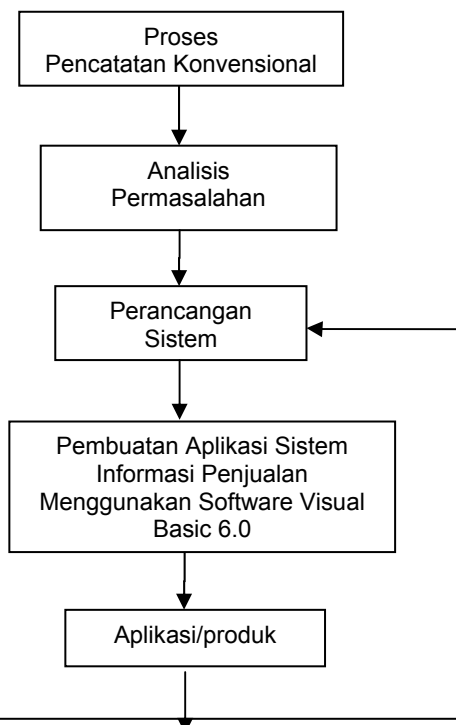 Proses
Pencatatan Konvensional
Analisis
Permasalahan
Perancangan
Sistem
Pembuatan Aplikasi Sistem
Informasi Penjualan
Menggunakan Software Visual
Basic 6.0
Aplikasi/produk